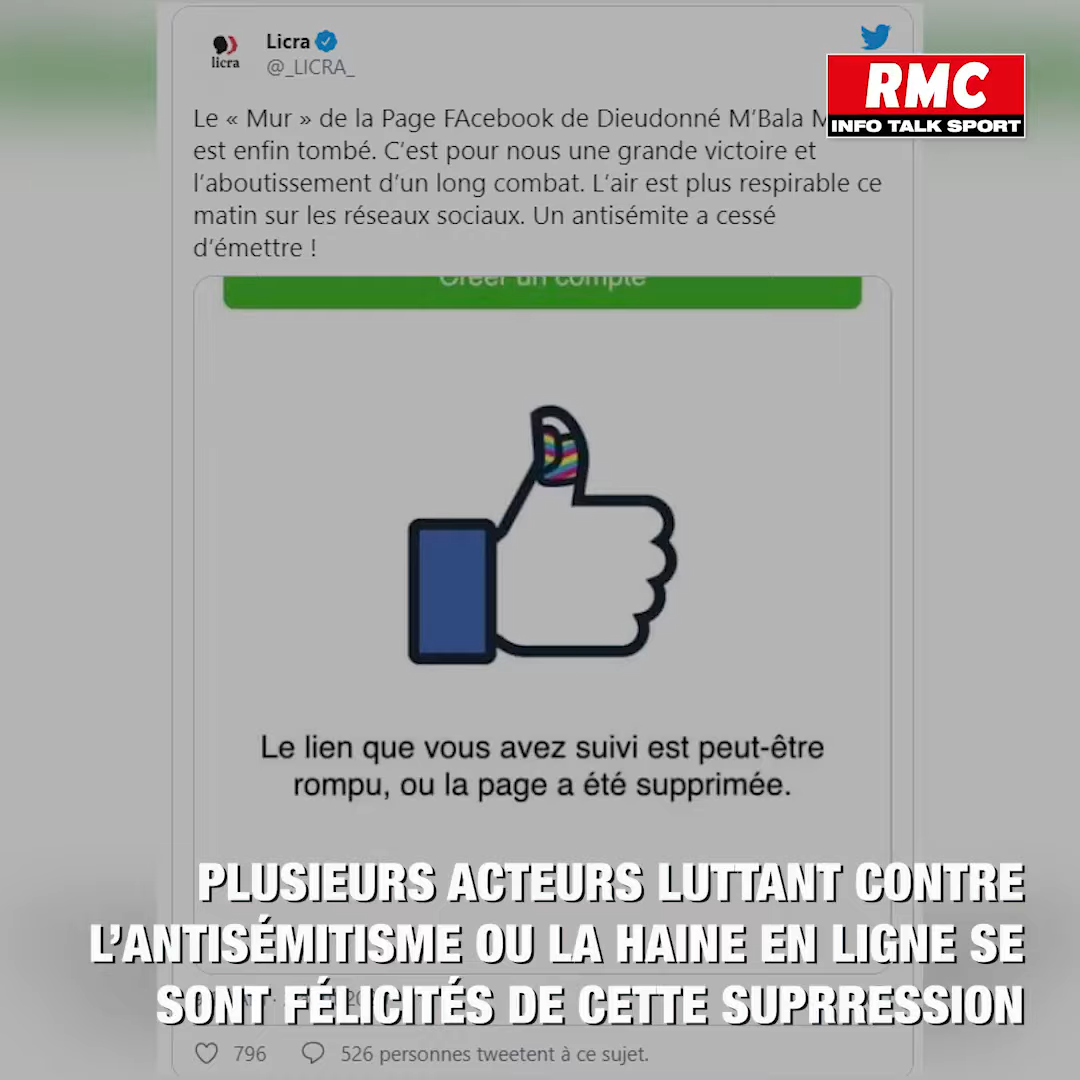 Licra
@_LICRA_
licra
RMC
INFO TALK SPORT
Le « Mur » de la Page FAcebook de Dieudonné M'Bala
est enfin tombé. C'est pour nous une grande victoire et
l'aboutissement d'un long combat. L'air est plus respirable ce
matin sur les réseaux sociaux. Un antisémite a cessé
d'émettre !
Créer un compte
Le lien que vous avez suivi est peut-être
rompu, ou la page a été supprimée.
PLUSIEURS ACTEURS LUTTANT CONTRE
L'ANTISÉMITISME OU LA HAINE EN LIGNE SE
SONT FÉLICITÉS DE CETTE SUPRRESSION
796 526 personnes tweetent à ce sujet.